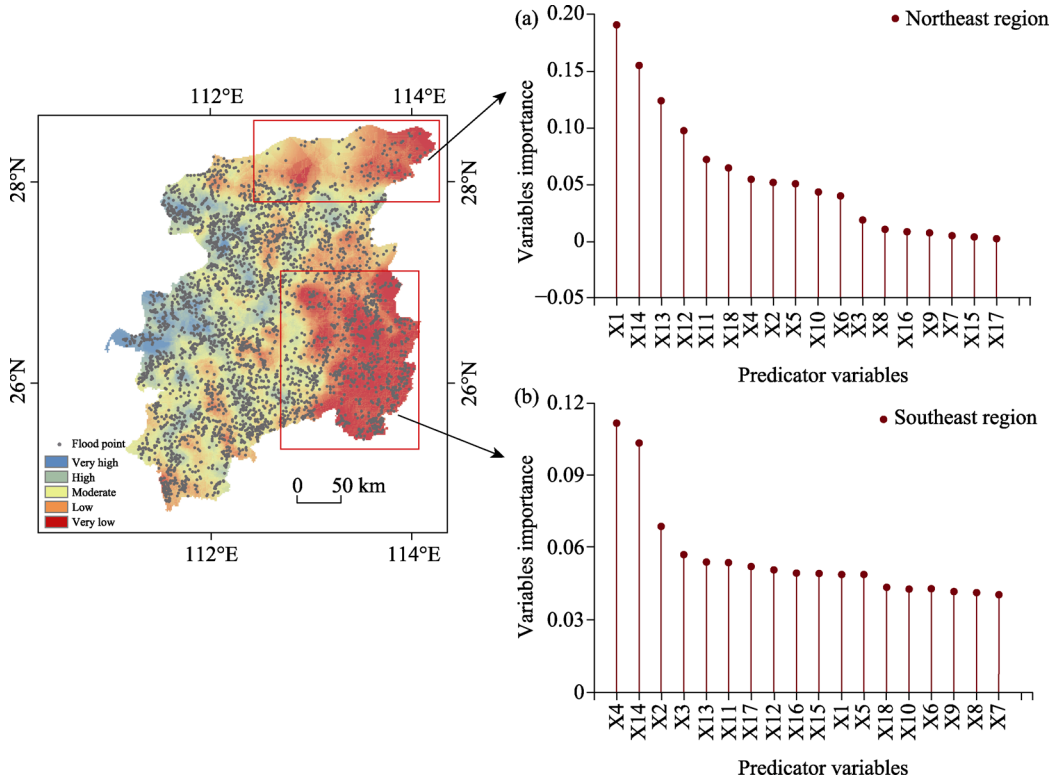 112°E
114°E
28°N
28°N
26°N
26°N
Flood point
Very high
High
Moderate
Low
Very low
0 50 km
112°E
114°E
(a)
Northeast region
Variables importance
0.20
0.15
0.10
0.05
0
−0.05
X1 X14 X13 X12 X11 X18 X4 X2 X5 X10 X6 X3 X8 X16 X9 X7 X15 X17
Predicator variables
(b)
Southeast region
Variables importance
0.12
0.09
0.06
0.03
0
X4 X14 X2 X3 X13 X11 X17 X12 X16 X15 X1 X5 X18 X10 X6 X9 X8 X7
Predicator variables